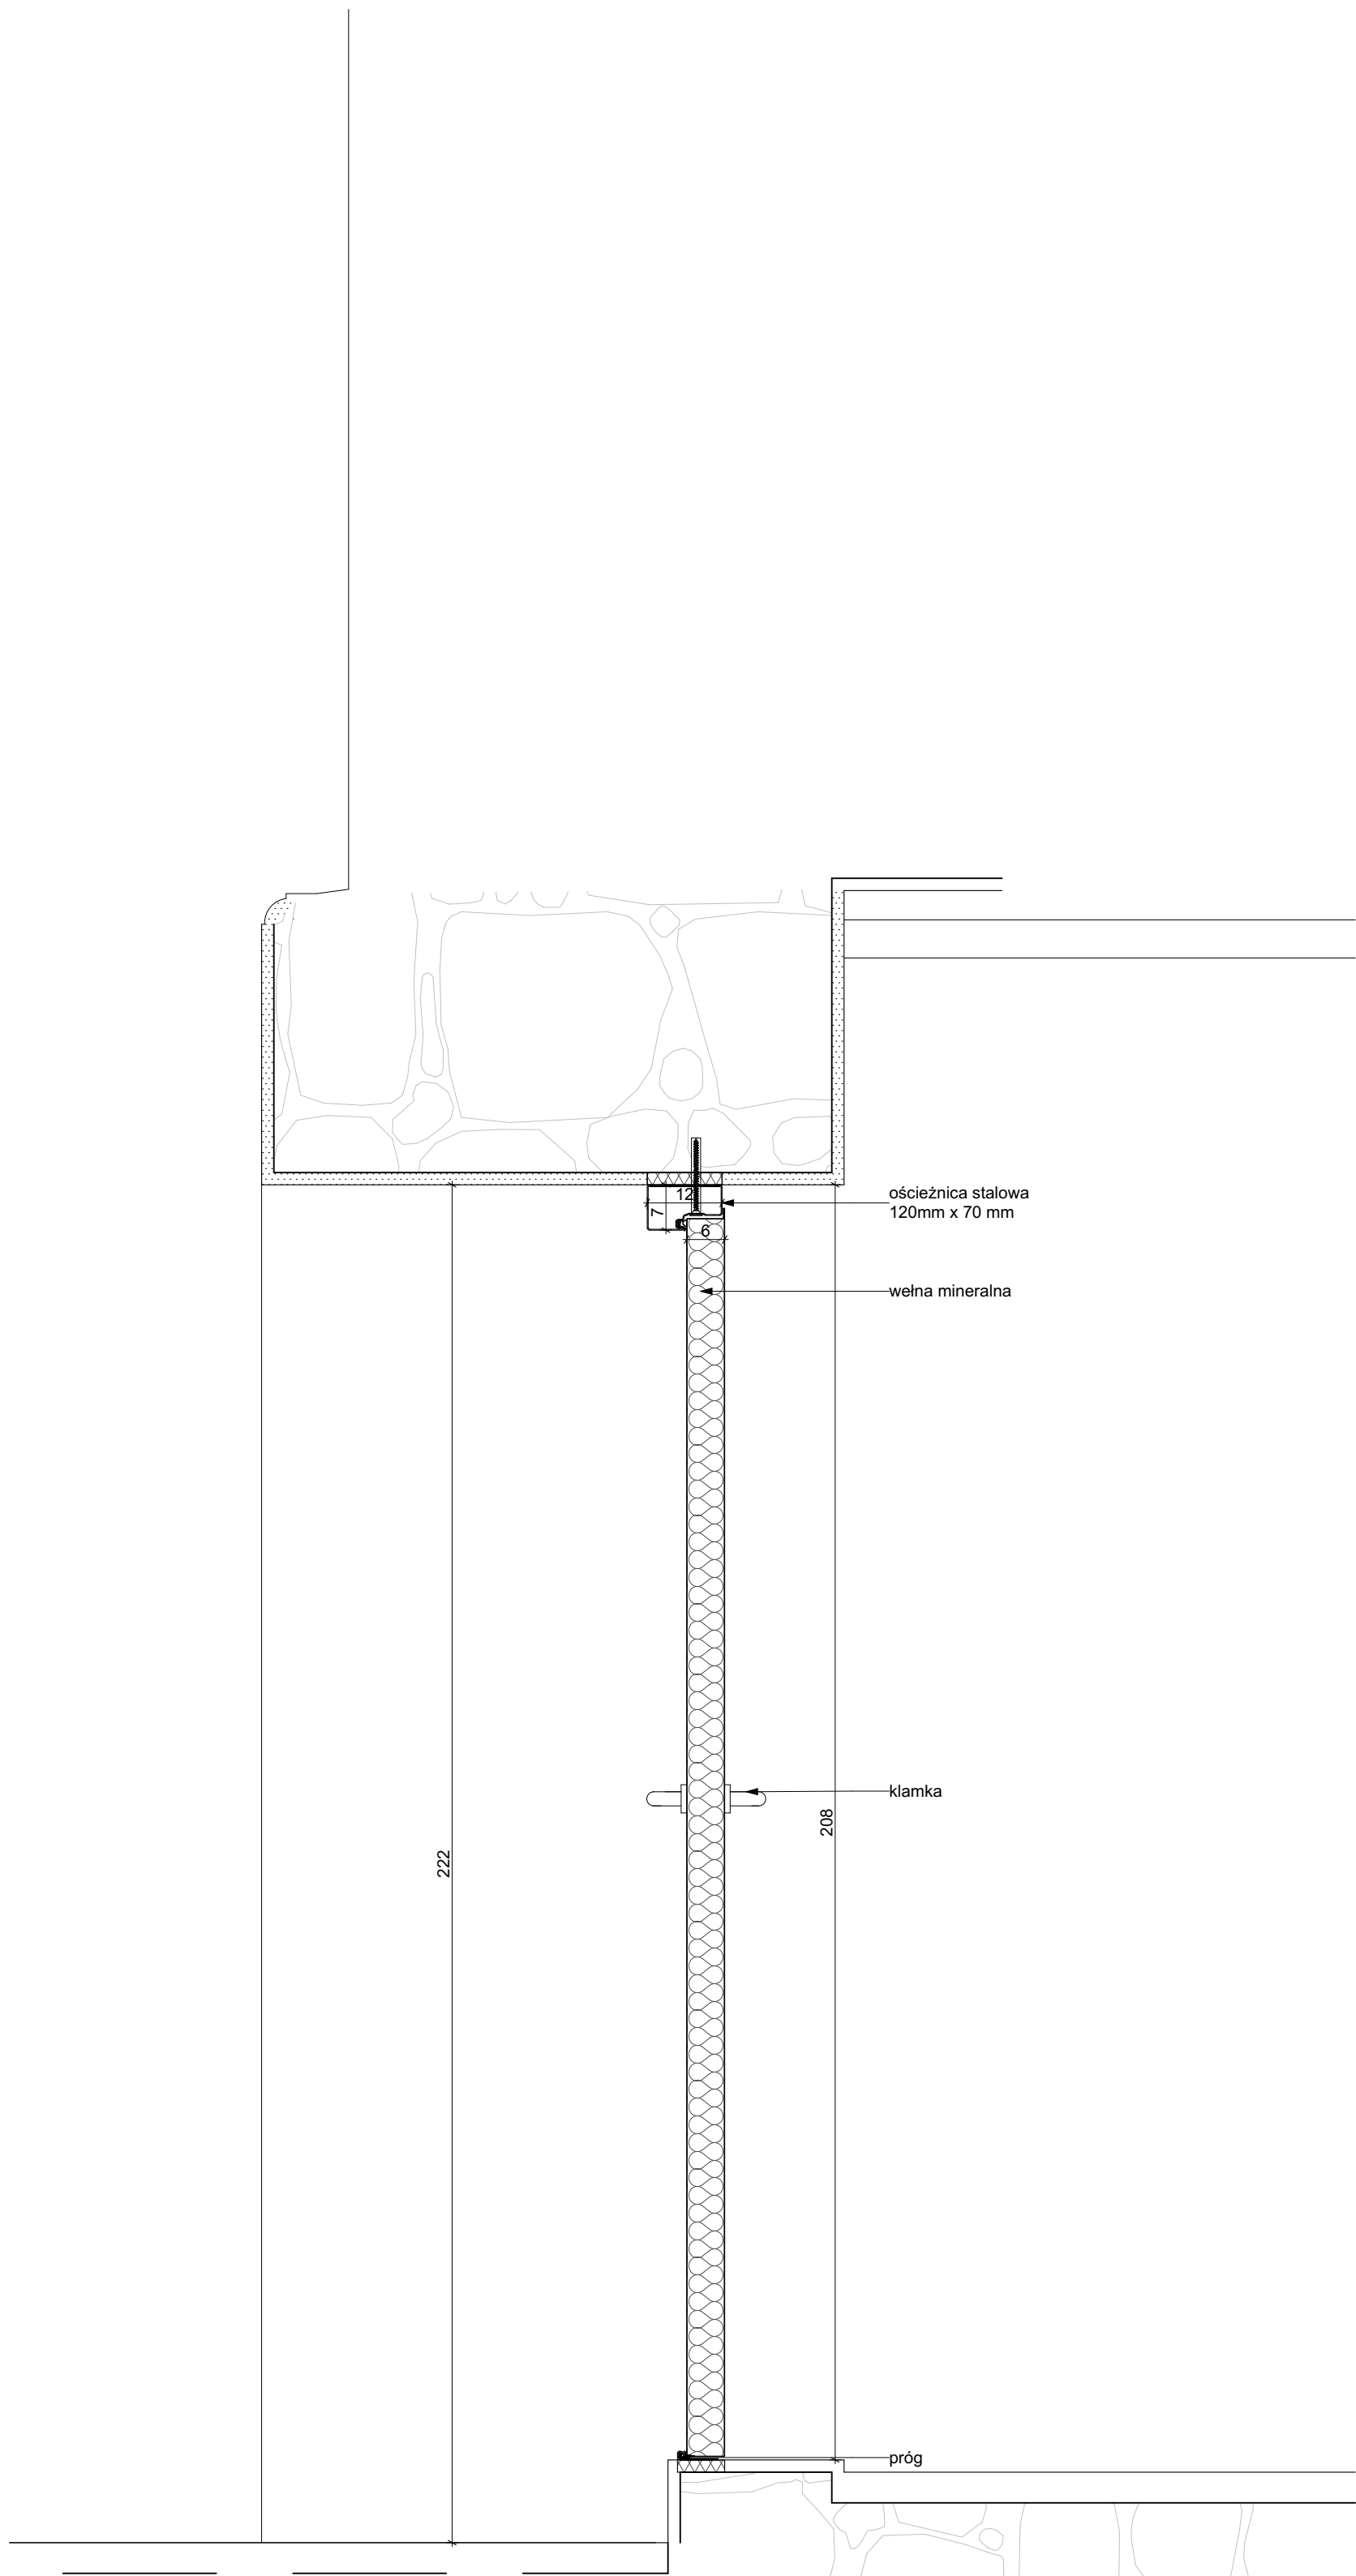 ościeżnica stalowa
120mm x 70 mm
12
7
6
wełna mineralna
klamka
208
222
próg